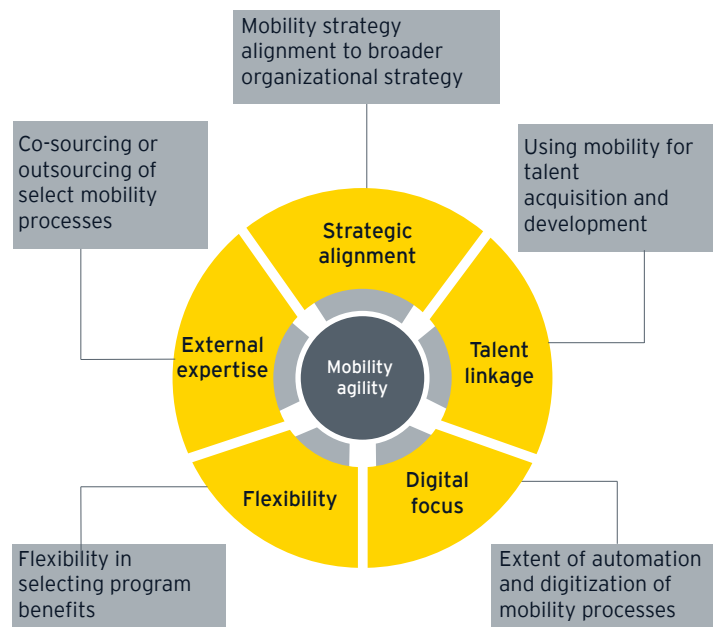 Mobility strategy
alignment to broader
organizational strategy
Co-sourcing or
outsourcing of
select mobility
processes
Using mobility for
talent
acquisition and
development
Strategic
alignment
External
expertise
Mobility
agility
Talent
linkage
Flexibility
Digital
focus
Flexibility in
selecting program
benefits
Extent of automation
and digitization of
mobility processes